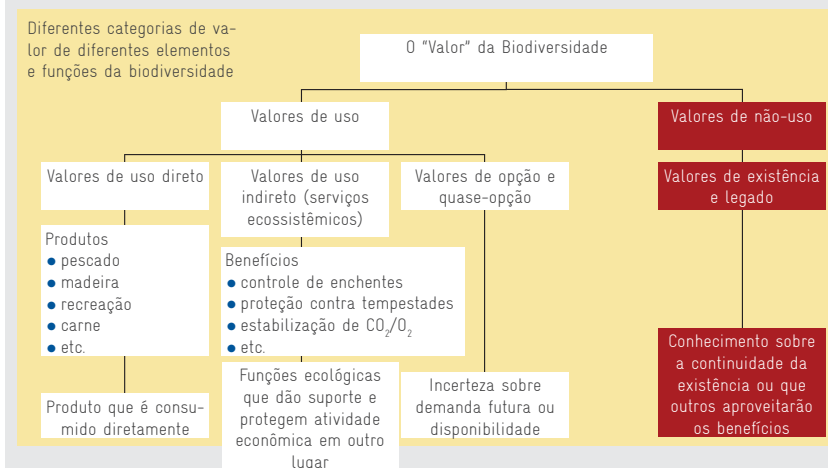 Diferentes categorias de va-
lor de diferentes elementos
e funções da biodiversidade
O "Valor" da Biodiversidade
Valores de uso
Valores de não-uso
Valores de uso direto
Valores de uso
indireto (serviços
ecossistêmicos)
Valores de opção e
quase-opção
Valores de existência
e legado
Produtos
• pescado
• madeira
• recreação
• carne
• etc.
Benefícios
• controle de enchentes
• proteção contra tempestades
• estabilização de CO₂/O₂
• etc.
Produto que é consu-
mido diretamente
Funções ecológicas
que dão suporte e
protegem atividade
econômica em outro
lugar
Incerteza sobre
demanda futura ou
disponibilidade
Conhecimento sobre
a continuidade da
existência ou que
outros aproveitarão
os benefícios